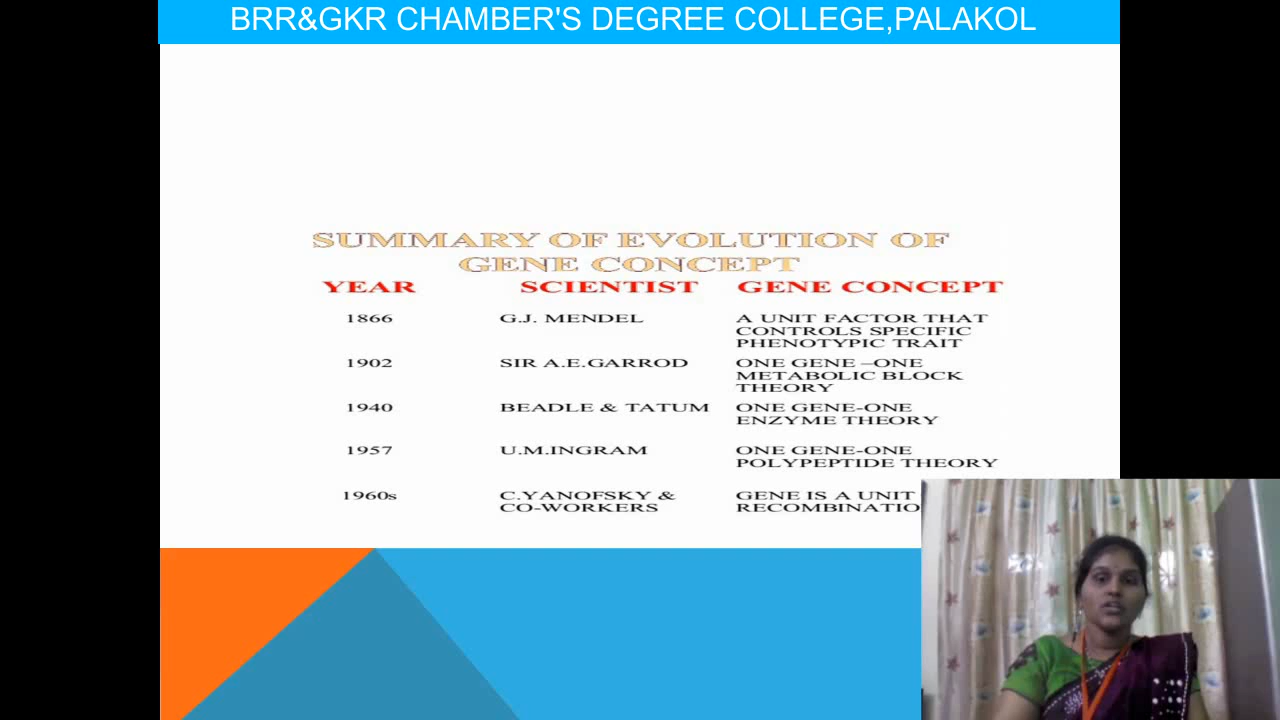 BRR&GKR CHAMBER'S DEGREE COLLEGE,PALAKOL
SUMMARY OF EVOLUTION OF
GENE CONCEPT
YEAR SCIENTIST GENE CONCEPT
1866 G.J. MENDEL A UNIT FACTOR THAT
CONTROLS SPECIFIC
PHENOTYPIC TRAIT
1902 SIR A.E.GARROD ONE GENE –ONE
METABOLIC BLOCK
THEORY
1940 BEADLE & TATUM ONE GENE-ONE
ENZYME THEORY
1957 U.M.INGRAM ONE GENE-ONE
POLYPEPTIDE THEORY
1960s C.YANOFSKY & GENE IS A UNIT
CO-WORKERS